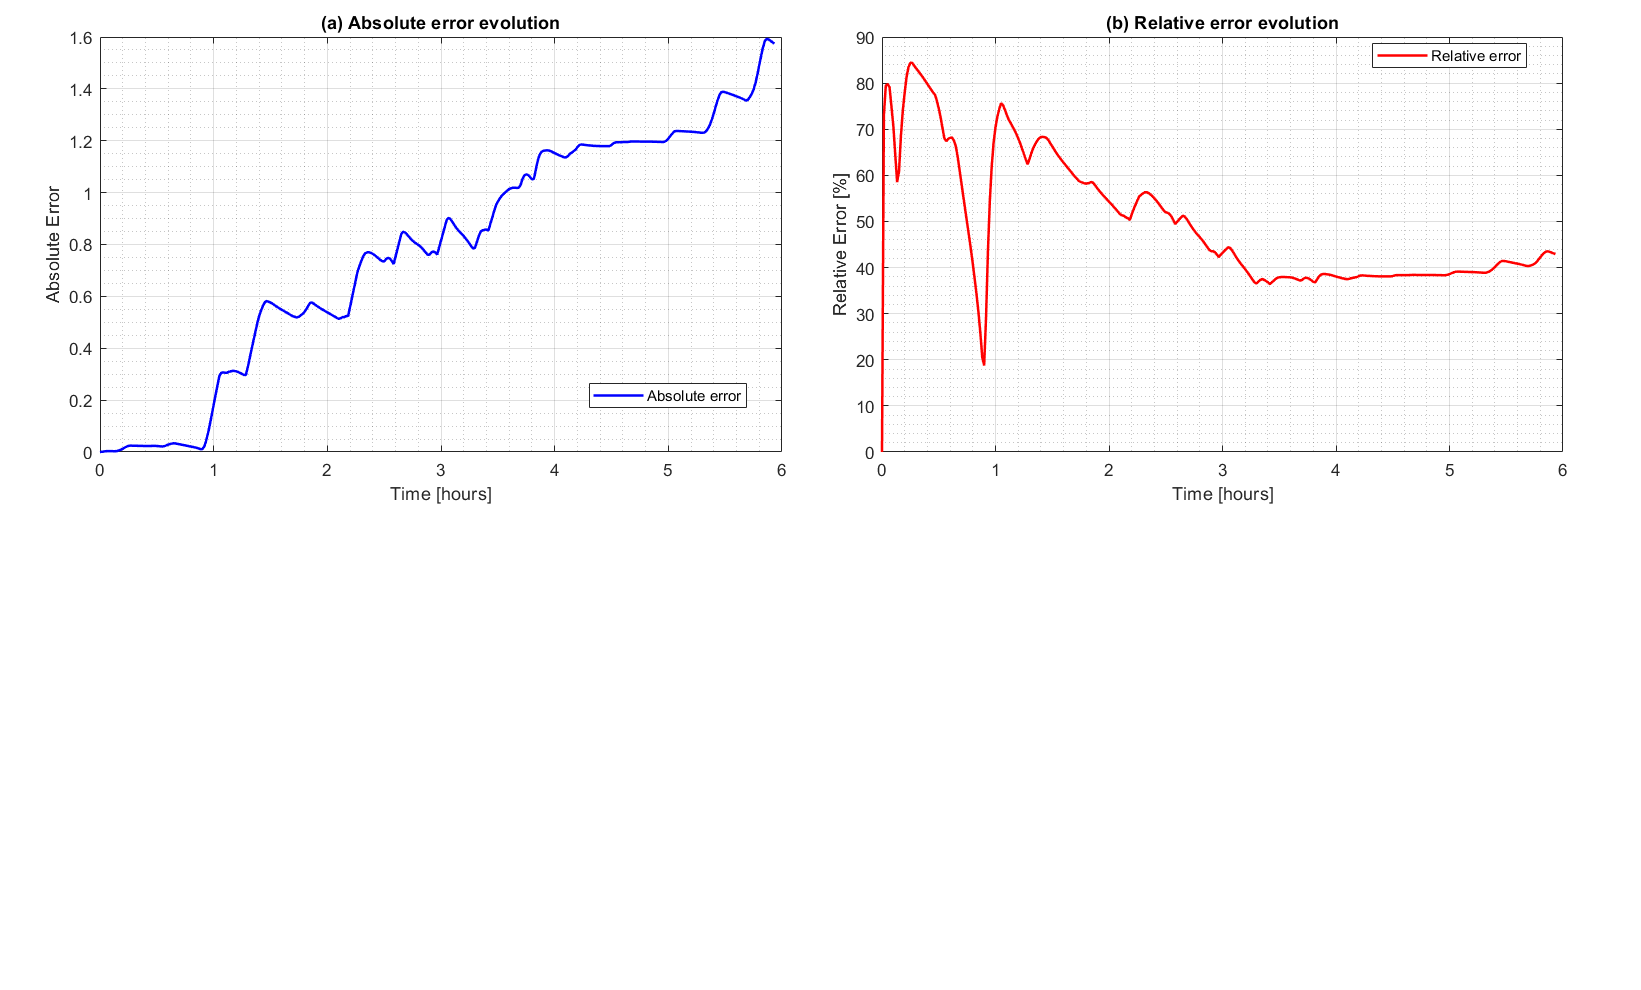 (a) Absolute error evolution
1.6
1.4
1.2
1
0.8
0.6
0.4
0.2
0
Absolute Error
Absolute error
0 1 2 3 4 5 6
Time [hours]
(b) Relative error evolution
90
80
70
60
50
40
30
20
10
0
Relative Error [%]
Relative error
0 1 2 3 4 5 6
Time [hours]